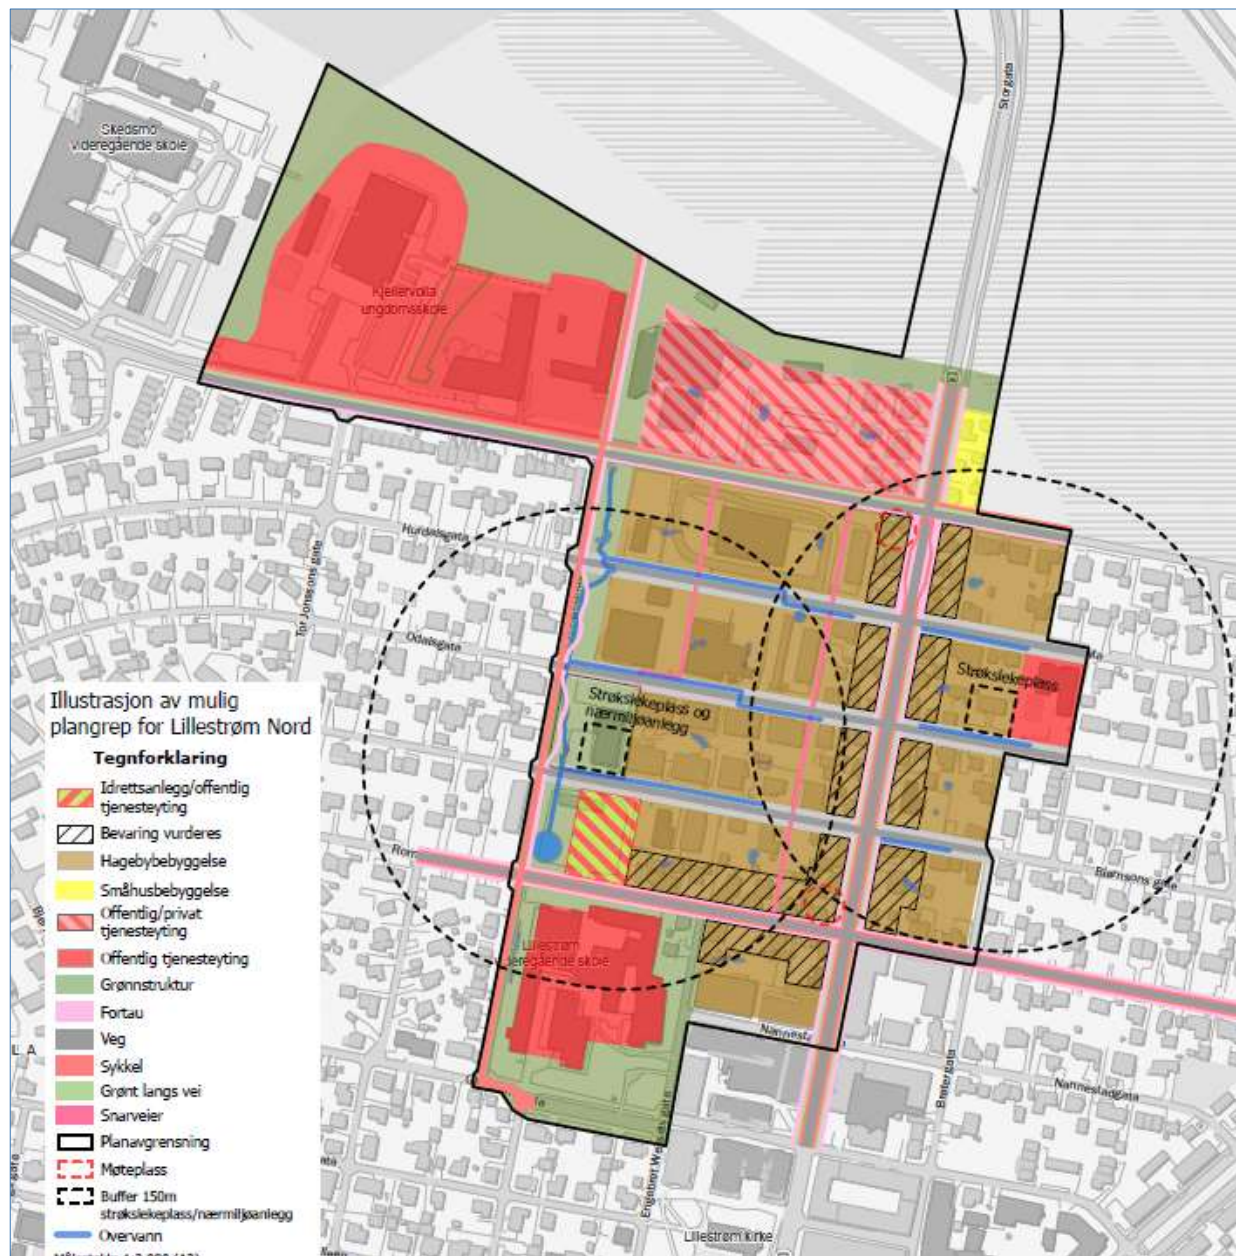 Storgata
Skedsmo
videregående skole
Kjellervolla
ungdomsskole
Hurdalsgata
Tor Jonssons gate
Odalsgata
Strøkslekeplass
Strøkslekeplass og
nærmiljøanlegg
Bjørnsons gate
Lillestrøm
videregående skole
Brøtergata
Nannestadgata
Lillestrøm kirke
Illustrasjon av mulig
plangrep for Lillestrøm Nord
Tegnforklaring
Idrettsanlegg/offentlig
tjenesteyting
Bevaring vurderes
Hagebybebyggelse
Småhusbebyggelse
Offentlig/privat
tjenesteyting
Offentlig tjenesteyting
Grønnstruktur
Fortau
Veg
Sykkel
Grønt langs vei
Snarveier
Planavgrensning
Møteplass
Buffer 150m
strøkslekeplass/nærmiljøanlegg
Overvann